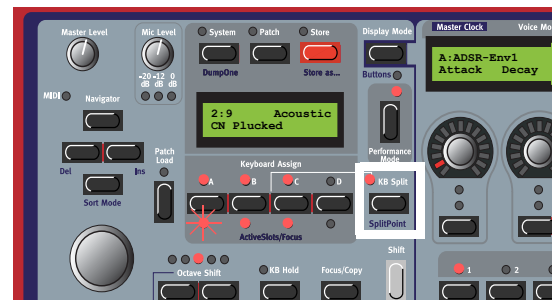 Master Level
Mic Level
System
Patch
Store
Display Mode
Master Clock
Voice Mo
-20 -12 0
dB dB dB
DumpOne
Store as...
Buttons
A:ADSR-Env1
Attack Decay
MIDI
Navigator
2:9 Acoustic
CN Plucked
Performance
Mode
Del
Ins
Patch
Load
Sort Mode
Keyboard Assign
A
B
C
D
KB Split
SplitPoint
ActiveSlots/Focus
Shift
Octave Shift
KB Hold
Focus/Copy
1
2